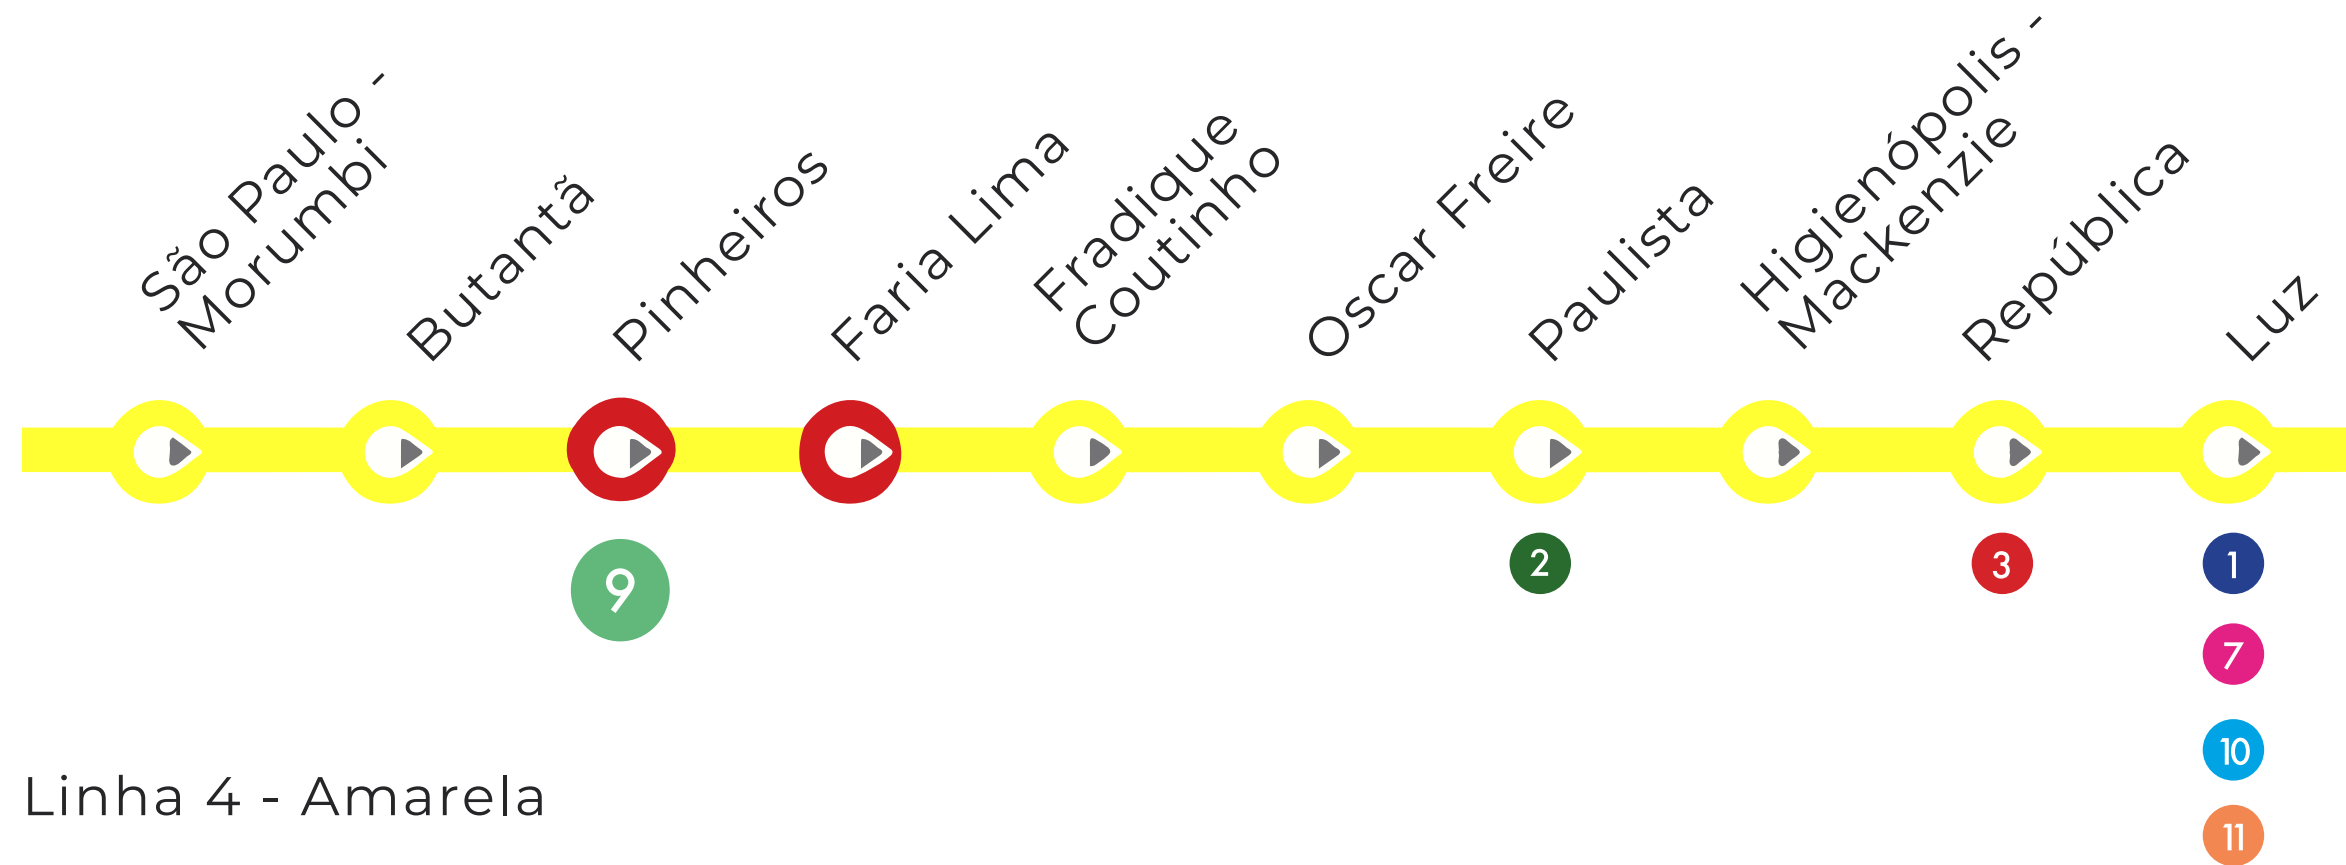 São Paulo -
Morumbi
Butantã
Pinheiros
Faria Lima
Fradique
Coutinho
Oscar Freire
Paulista
Higienópolis -
Mackenzie
República
Luz
9
2
3
1
7
10
11
Linha 4 - Amarela